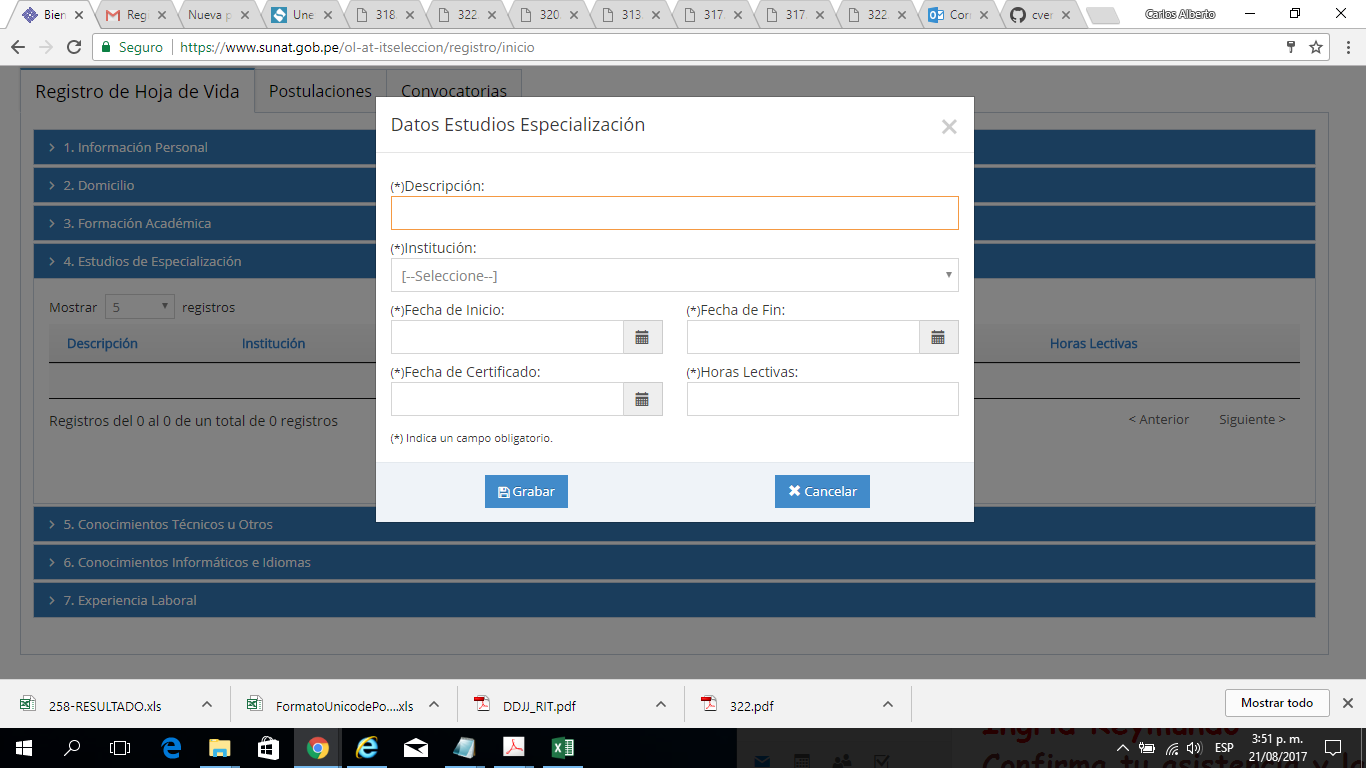 Bien
Reg
Nueva p
Une
318
322
320
313
317
317
323
Cor
cver
Carlos Alberto
Seguro
https://www.sunat.gob.pe/ol-at-itseleccion/registro/inicio
Registro de Hoja de Vida
Postulaciones
Convocatorias
1. Información Personal
2. Domicilio
3. Formación Académica
4. Estudios de Especialización
Mostrar 5 registros
Descripción
Institución
Horas Lectivas
Registros del 0 al 0 de un total de 0 registros
< Anterior
Siguiente >
5. Conocimientos Técnicos u Otros
6. Conocimientos Informáticos e Idiomas
7. Experiencia Laboral
Datos Estudios Especialización
(*)Descripción:
(*)Institución:
[--Seleccione--]
(*)Fecha de Inicio:
(*)Fecha de Fin:
(*)Fecha de Certificado:
(*)Horas Lectivas:
(*) Indica un campo obligatorio.
Grabar
Cancelar
258-RESULTADO.xls
FormatoUnicodePo....xls
DDJJ_RIT.pdf
322.pdf
Mostrar todo
ESP
3:51 p. m.
21/08/2017
Confirma tu asistencia y la